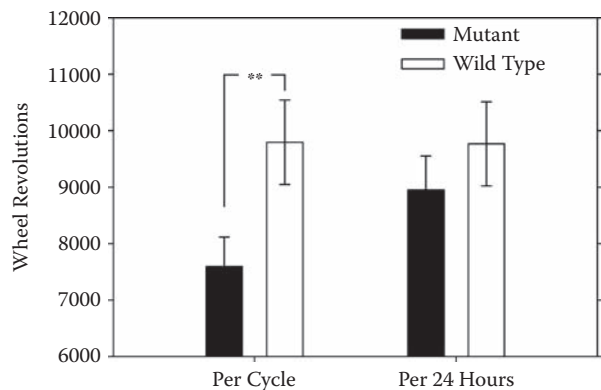 12000
11000
10000
9000
8000
7000
6000
Wheel Revolutions
Mutant
Wild Type
**
Per Cycle
Per 24 Hours